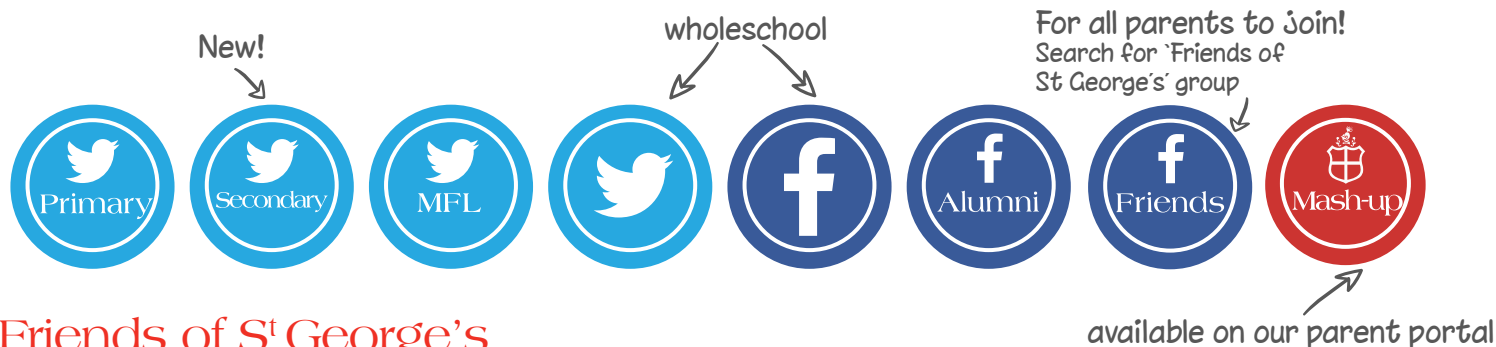 New!
wholeschool
For all parents to join!
Search for `Friends of
St George´s´ group
Primary
Secondary
MFL
Alumni
Friends
Mash-up
Friends of St George's
available on our parent portal